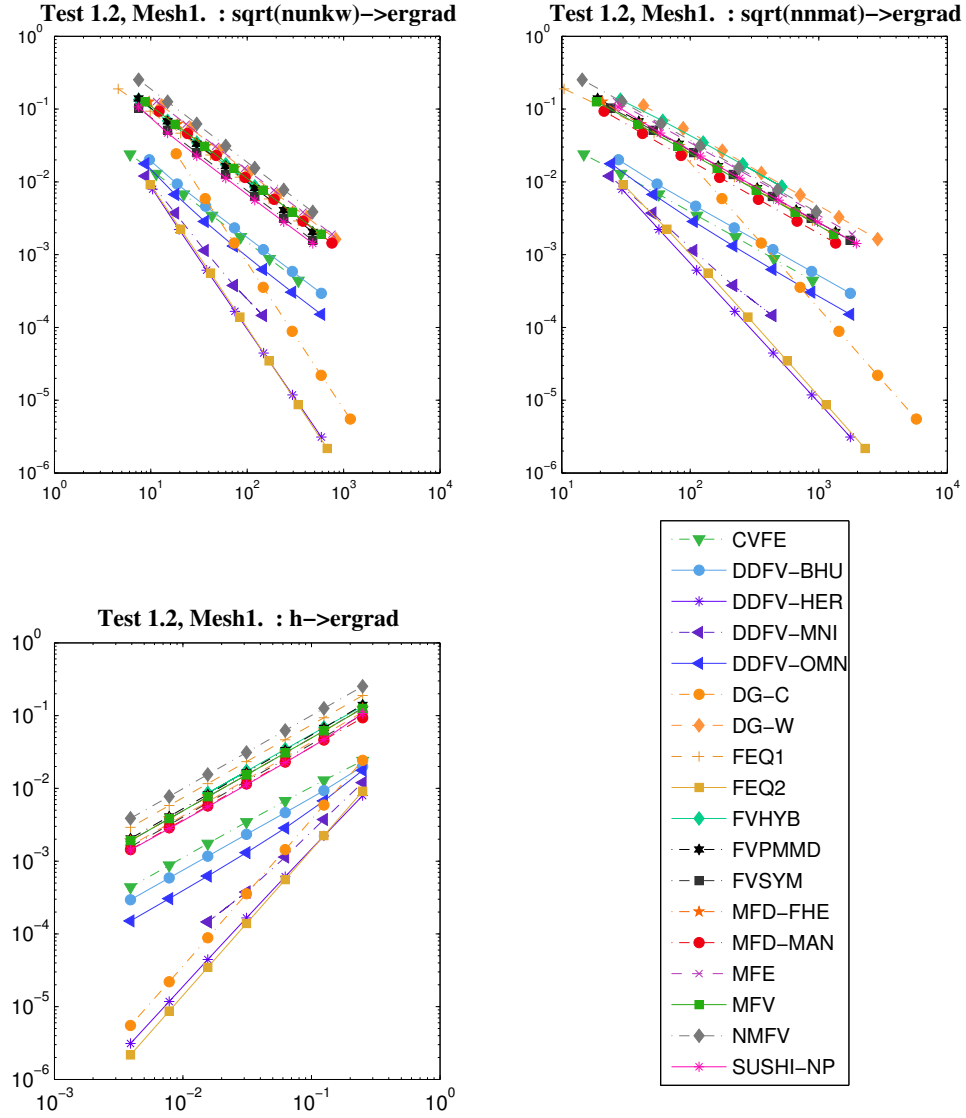 Test 1.2, Mesh1.  : sqrt(nunkw)->ergrad
10^0
10^-1
10^-2
10^-3
10^-4
10^-5
10^-6
10^0 10^1 10^2 10^3 10^4
Test 1.2, Mesh1.  : sqrt(nnmat)->ergrad
10^0
10^-1
10^-2
10^-3
10^-4
10^-5
10^-6
10^1 10^2 10^3 10^4
Test 1.2, Mesh1.  : h->ergrad
10^0
10^-1
10^-2
10^-3
10^-4
10^-5
10^-6
10^-3 10^-2 10^-1 10^0
CVFE
DDFV-BHU
DDFV-HER
DDFV-MNI
DDFV-OMN
DG-C
DG-W
FEQ1
FEQ2
FVHYB
FVPMMD
FVSYM
MFD-FHE
MFD-MAN
MFE
MFV
NMFV
SUSHI-NP